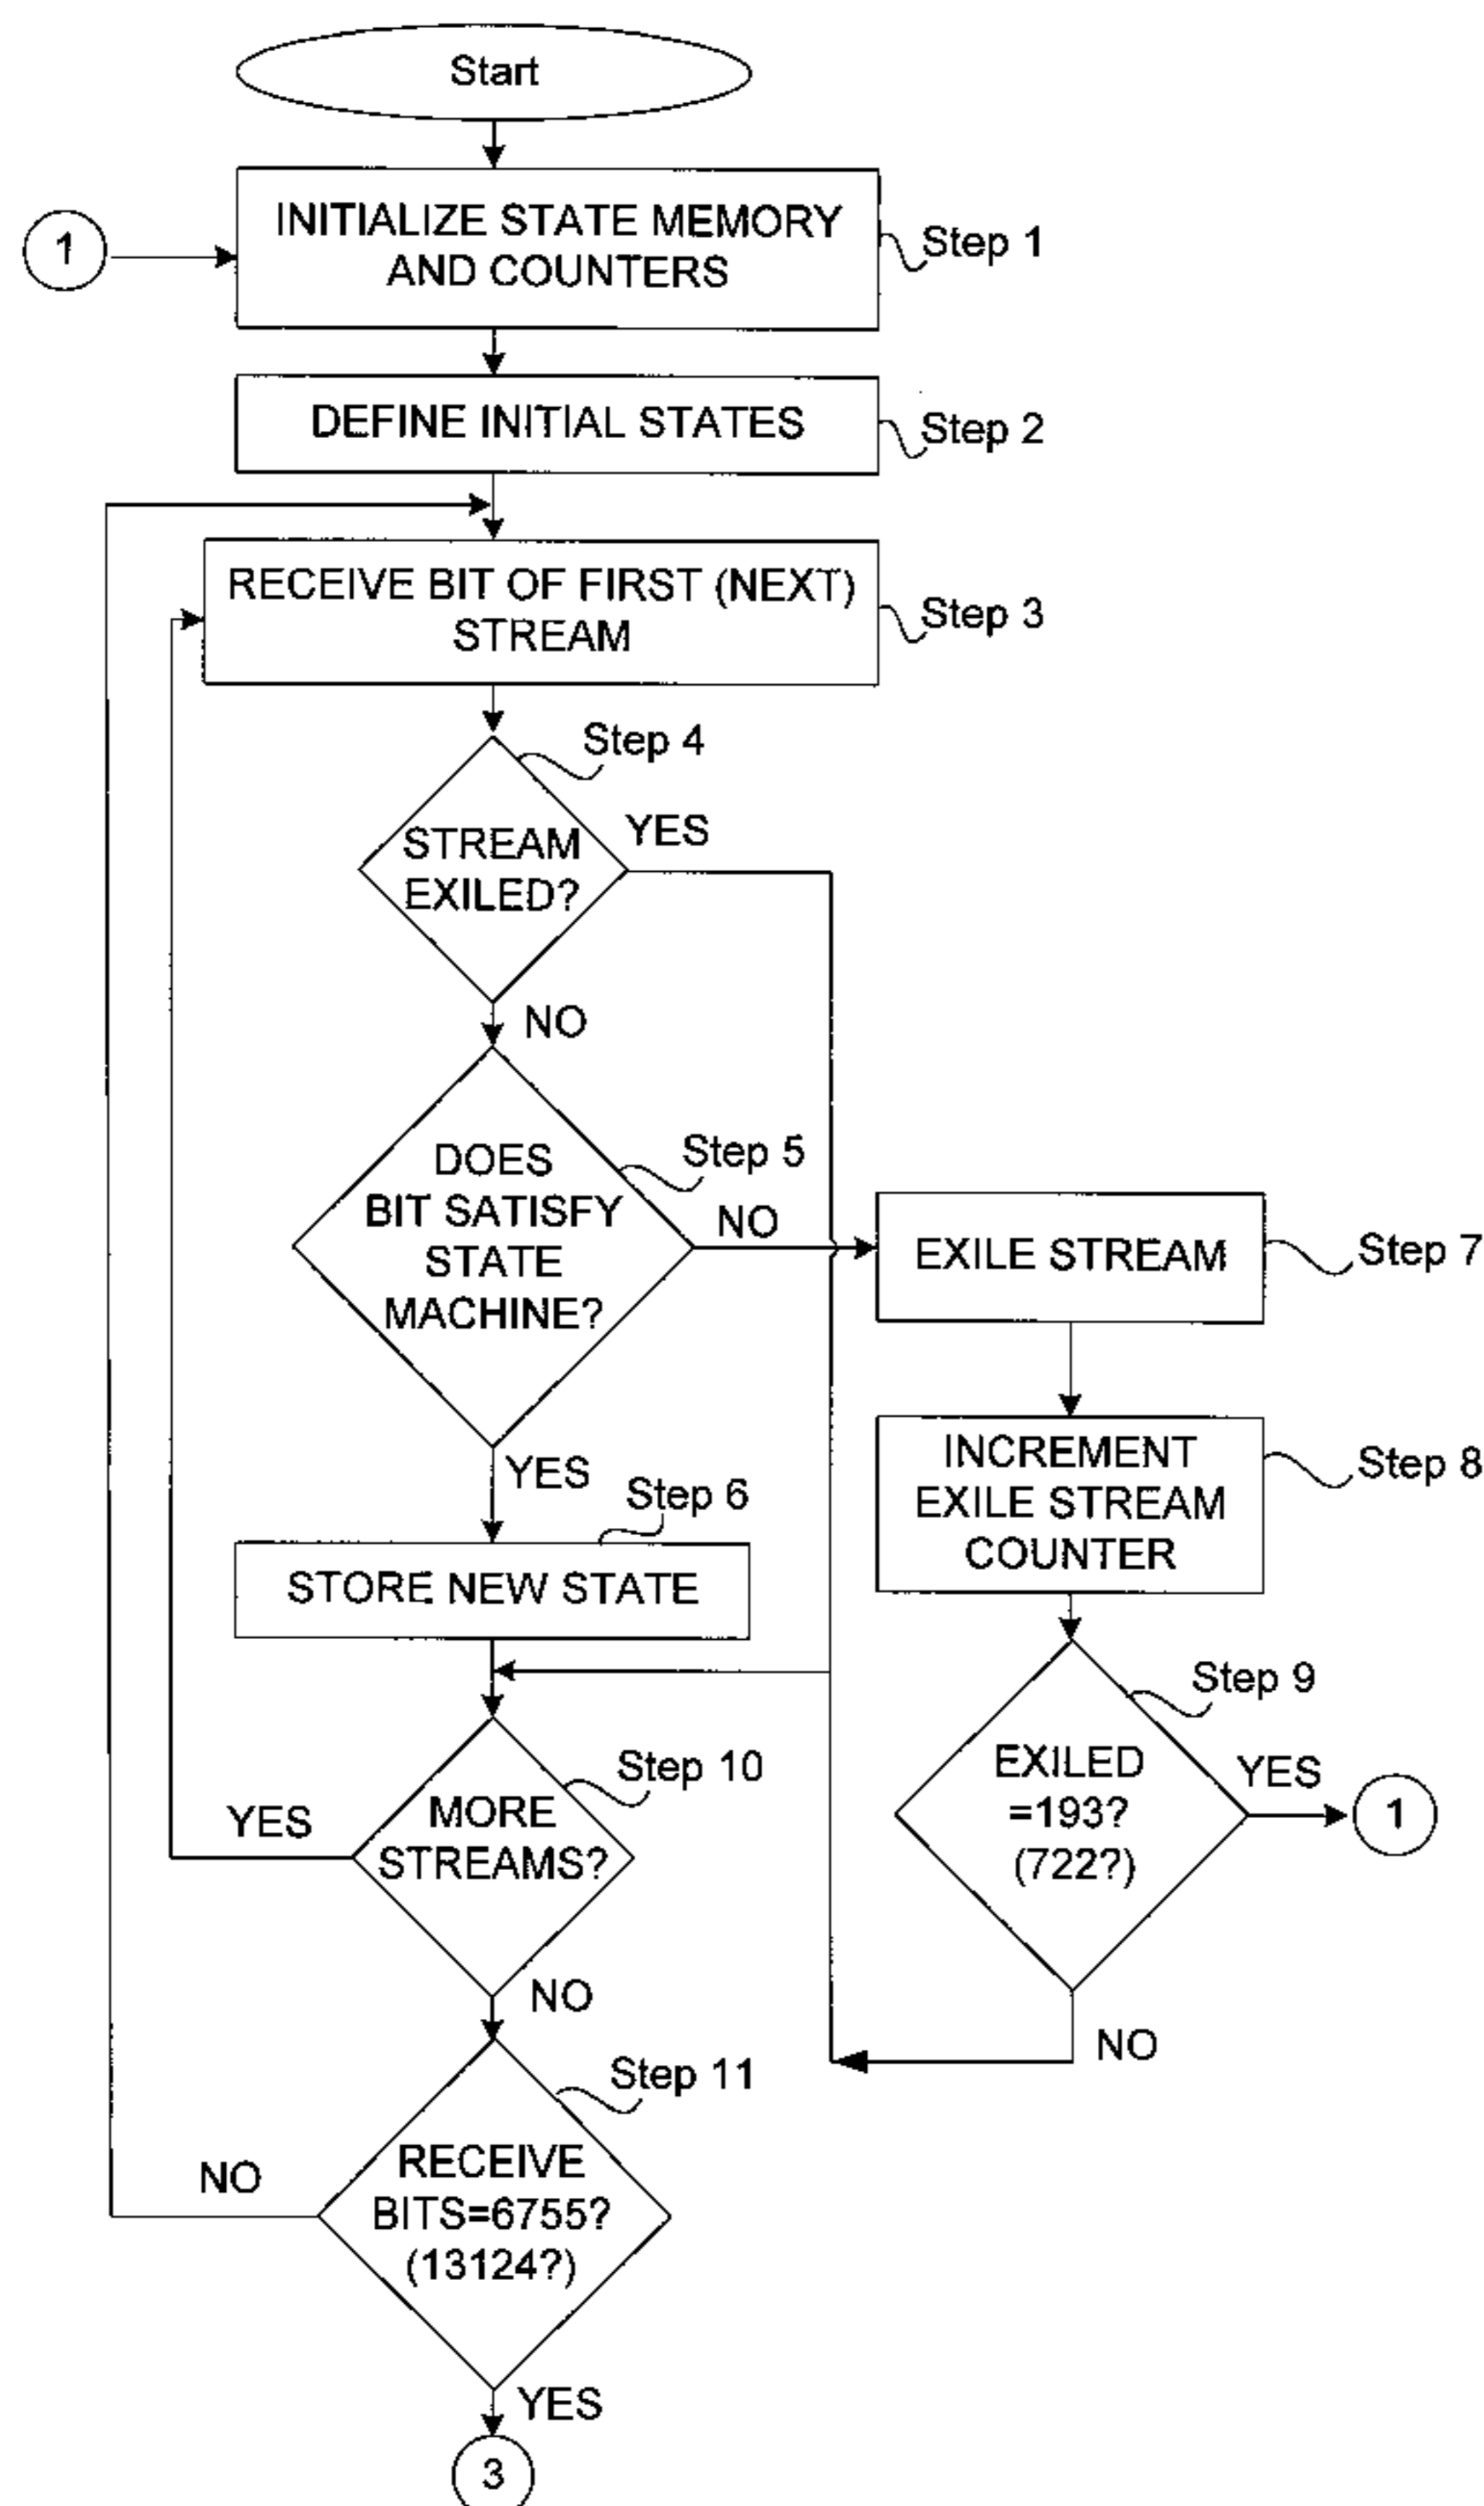 Start
INITIALIZE STATE MEMORY
AND COUNTERS
Step 1
1
DEFINE INITIAL STATES
Step 2
RECEIVE BIT OF FIRST (NEXT)
STREAM
Step 3
Step 4
STREAM
EXILED?
YES
NO
Step 5
DOES
BIT SATISFY
STATE
MACHINE?
NO
YES
EXILE STREAM
Step 7
INCREMENT
EXILE STREAM
COUNTER
Step 8
Step 6
STORE NEW STATE
Step 9
EXILED
=193?
(722?)
YES
1
NO
Step 10
MORE
STREAMS?
YES
NO
Step 11
RECEIVE
BITS=6755?
(13124?)
NO
YES
3